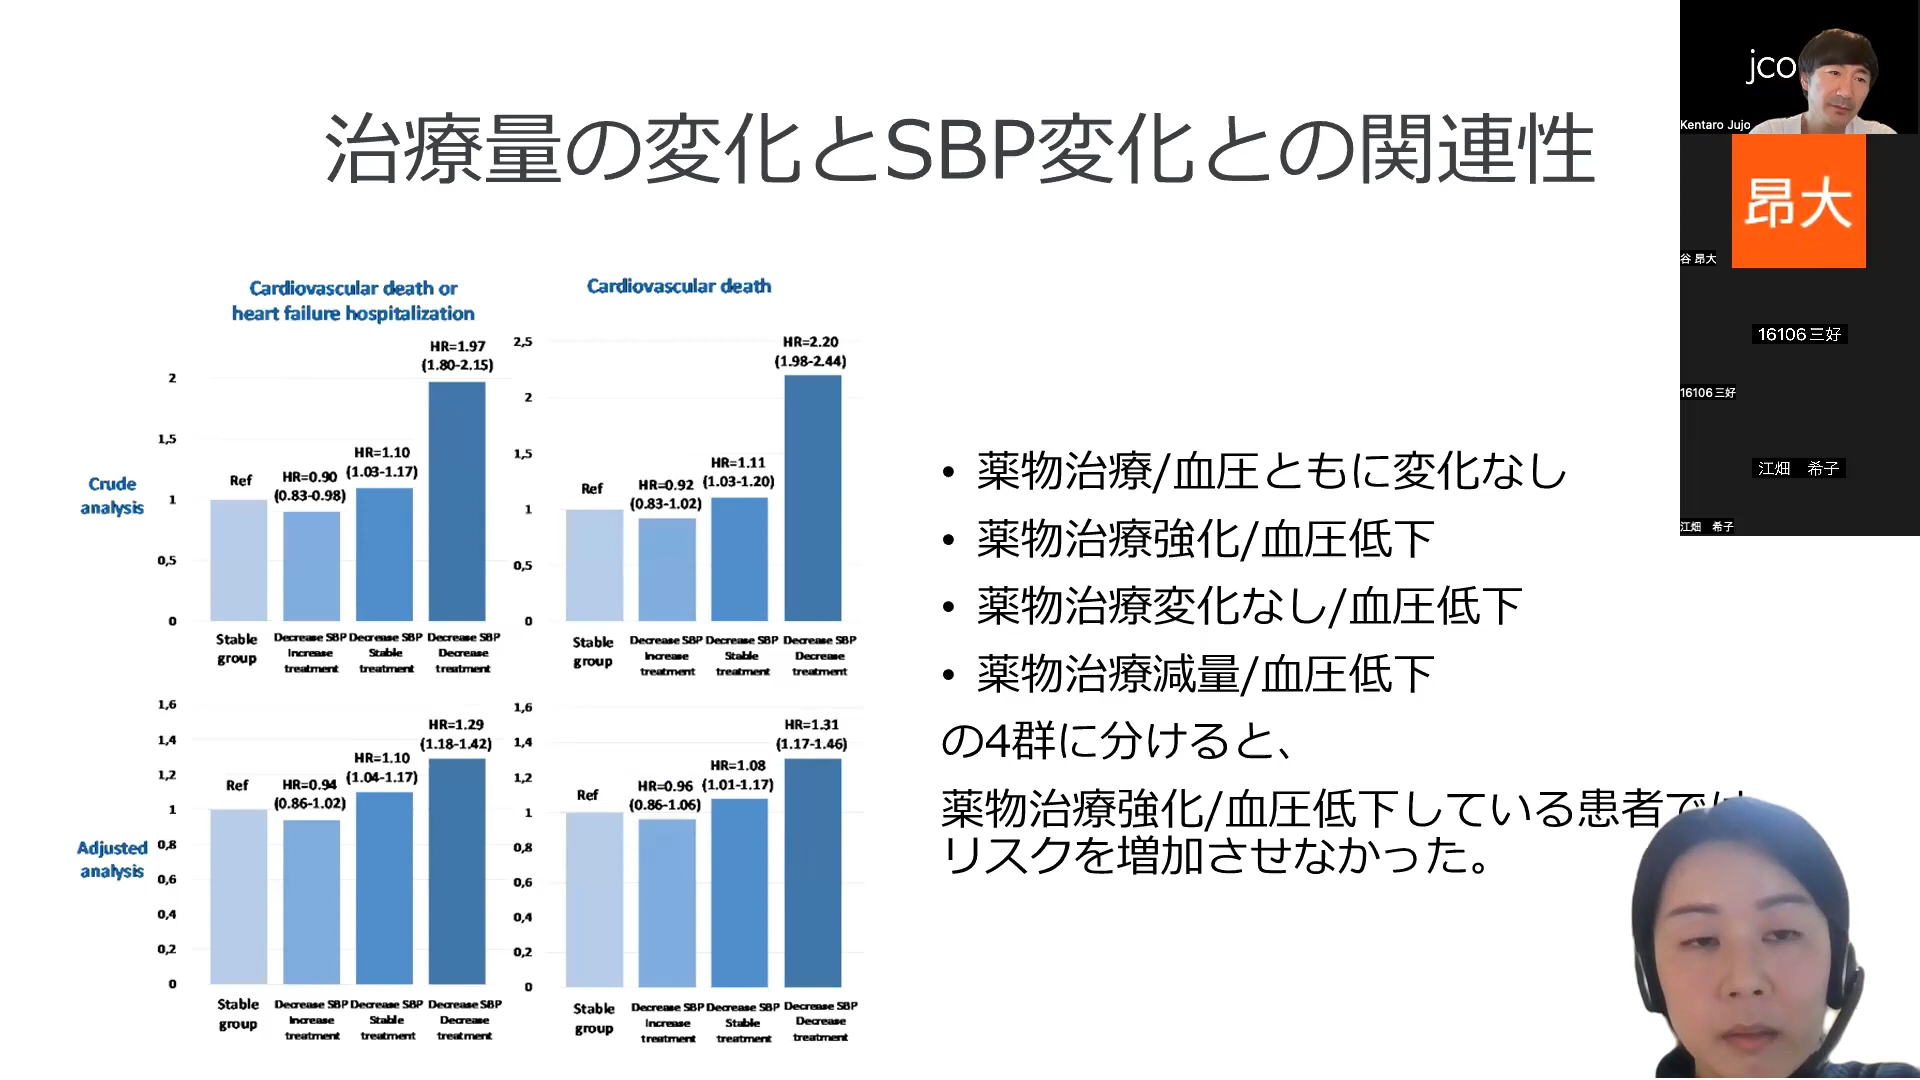 治療量の変化とSBP変化との関連性
Cardiovascular death or
heart failure hospitalization
Crude
analysis
2
1,5
1
0,5
0
Ref
HR=0.90
(0.83-0.98)
HR=1.10
(1.03-1.17)
HR=1.97
(1.80-2.15)
Stable
group
Decrease SBP
Increase
treatment
Decrease SBP
Stable
treatment
Decrease SBP
Decrease
treatment
Cardiovascular death
2,5
2
1,5
1
0,5
0
Ref
HR=0.92
(0.83-1.02)
HR=1.11
(1.03-1.20)
HR=2.20
(1.98-2.44)
Stable
group
Decrease SBP
Increase
treatment
Decrease SBP
Stable
treatment
Decrease SBP
Decrease
treatment
Adjusted
analysis
1,6
1,4
1,2
1
0,8
0,6
0,4
0,2
0
Ref
HR=0.94
(0.86-1.02)
HR=1.10
(1.04-1.17)
HR=1.29
(1.18-1.42)
Stable
group
Decrease SBP
Increase
treatment
Decrease SBP
Stable
treatment
Decrease SBP
Decrease
treatment
1,6
1,4
1,2
1
0,8
0,6
0,4
0,2
0
Ref
HR=0.96
(0.86-1.06)
HR=1.08
(1.01-1.17)
HR=1.31
(1.17-1.46)
Stable
group
Decrease SBP
Increase
treatment
Decrease SBP
Stable
treatment
Decrease SBP
Decrease
treatment
• 薬物治療/血圧ともに変化なし
• 薬物治療強化/血圧低下
• 薬物治療変化なし/血圧低下
• 薬物治療減量/血圧低下
の4群に分けると、
薬物治療強化/血圧低下している患者では
リスクを増加させなかった。
jco
Kentaro Jujo
昂大
谷 昂大
16106 三好
16106 三好
江畑　希子
江畑　希子